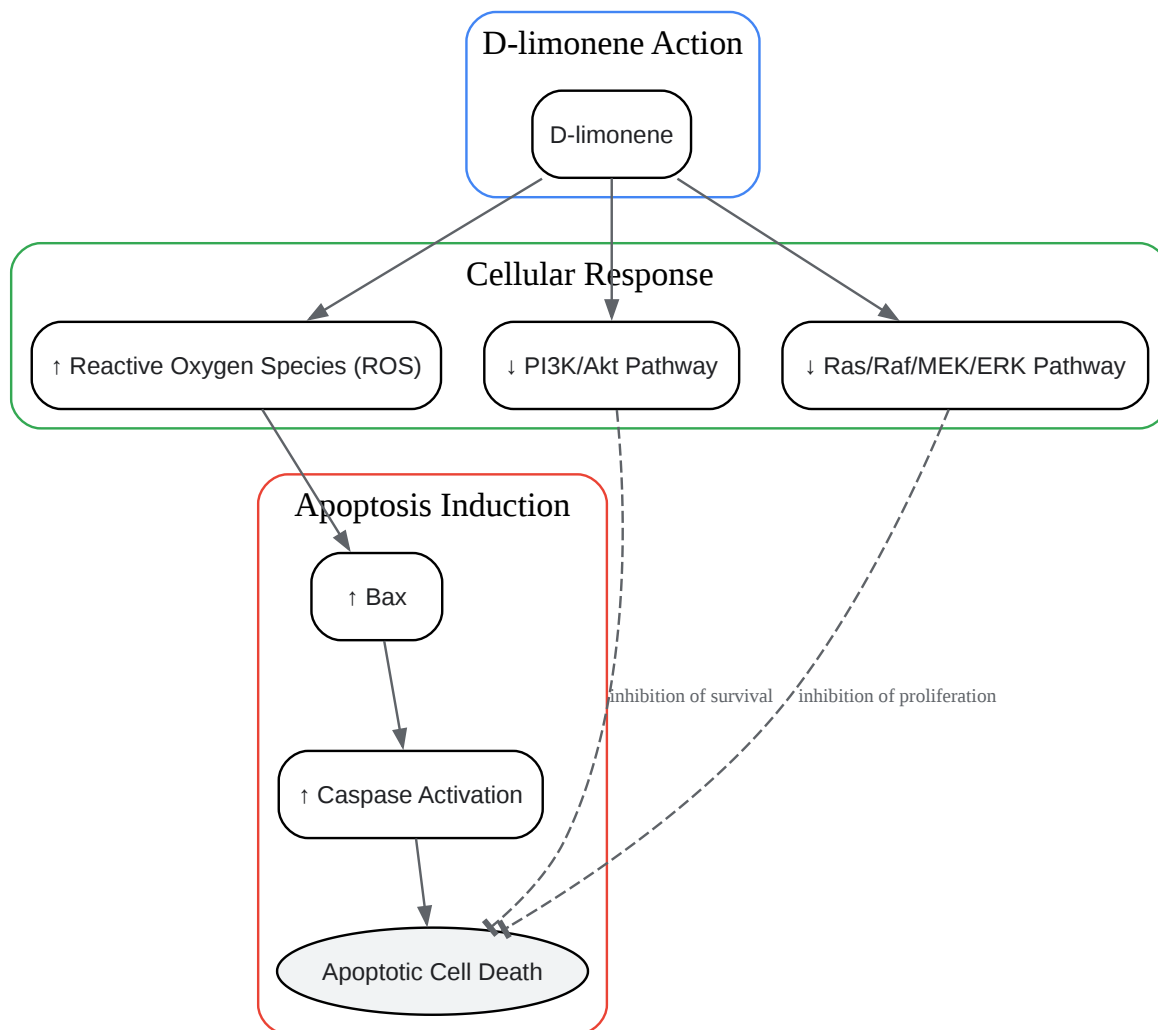 D-limonene Action
D-limonene
Cellular Response
↑ Reactive Oxygen Species (ROS)
↓ PI3K/Akt Pathway
↓ Ras/Raf/MEK/ERK Pathway
Apoptosis Induction
↑ Bax
inhibition of survival
inhibition of proliferation
↑ Caspase Activation
Apoptotic Cell Death